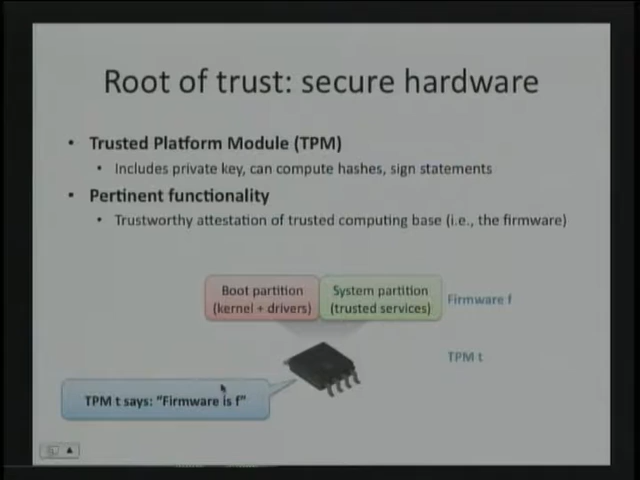 Root of trust: secure hardware
• Trusted Platform Module (TPM)
• Includes private key, can compute hashes, sign statements
• Pertinent functionality
• Trustworthy attestation of trusted computing base (i.e., the firmware)
Boot partition
(kernel + drivers)
System partition
(trusted services)
Firmware f
TPM t
TPM t says: "Firmware is f"